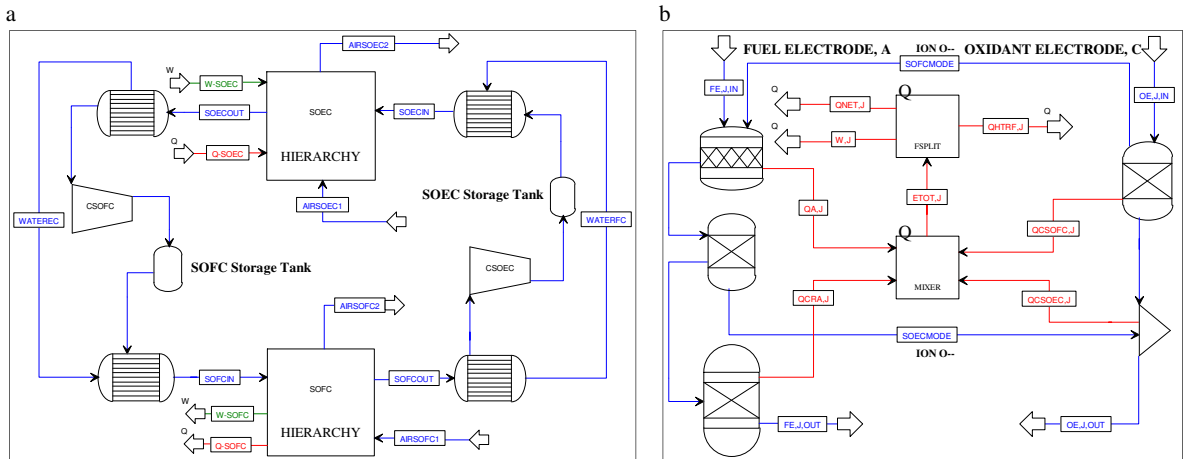 a
AIRSOEC2
W
W-SOEC
SOEC
SOECOUT
SOECIN
Q
Q-SOEC
HIERARCHY
SOEC Storage Tank
CSOFC
AIRSOEC1
WATEREC
WATERFC
SOFC Storage Tank
CSOEC
AIRSOFC2
SOFCIN
SOFC
SOFCOUT
W
W-SOFC
HIERARCHY
AIRSOFC1
Q
Q-SOFC
b
FUEL ELECTRODE, A
ION O--
OXIDANT ELECTRODE, C
SOFCMODE
FE,J,IN
Q
QNET,J
Q
OE,J,IN
Q
W,J
QHTRF,J
Q
FSPLIT
ETOT,J
QA,J
Q
QCSOFC,J
MIXER
QCRA,J
QCSOEC,J
SOECMODE
ION O--
FE,J,OUT
OE,J,OUT